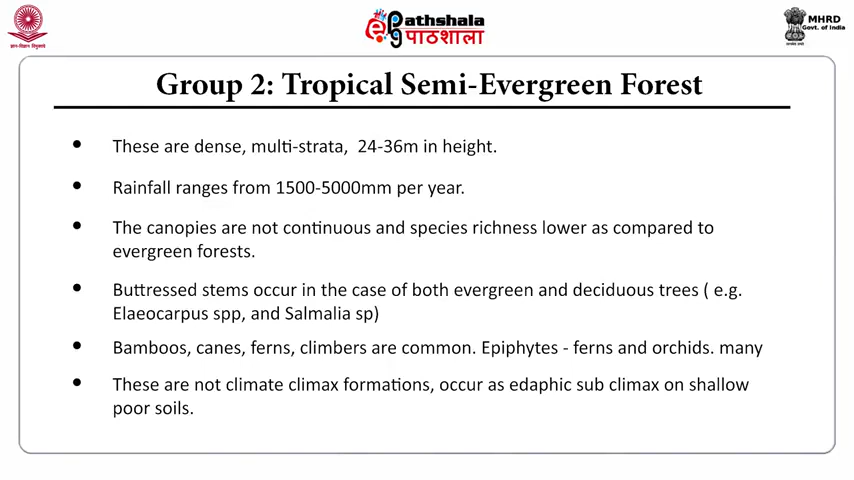 ePathshala
पाठशाला
MHRD
Govt. of India
Group 2: Tropical Semi-Evergreen Forest
• These are dense, multi-strata, 24-36m in height.
• Rainfall ranges from 1500-5000mm per year.
• The canopies are not continuous and species richness lower as compared to
evergreen forests.
• Buttressed stems occur in the case of both evergreen and deciduous trees ( e.g.
Elaeocarpus spp, and Salmalia sp)
• Bamboos, canes, ferns, climbers are common. Epiphytes - ferns and orchids. many
• These are not climate climax formations, occur as edaphic sub climax on shallow
poor soils.